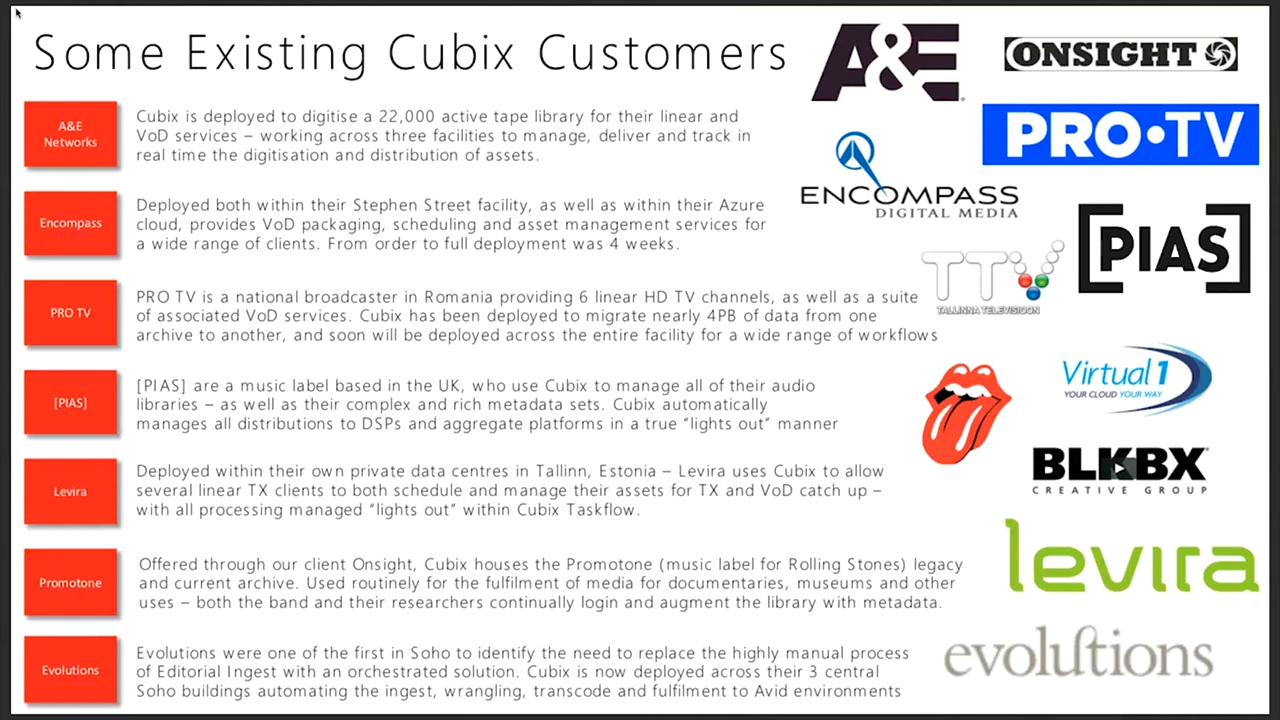 Some Existing Cubix Customers
A&E
ONSIGHT
PRO•TV
ENCOMPASS
DIGITAL MEDIA
[PIAS]
TTV
TALLINNA TELEVISIOON
Virtual1
YOUR CLOUD YOUR WAY
BLKBX
CREATIVE GROUP
levira
evolutions
A&E
Networks
Cubix is deployed to digitise a 22,000 active tape library for their linear and
VoD services – working across three facilities to manage, deliver and track in
real time the digitisation and distribution of assets.
Encompass
Deployed both within their Stephen Street facility, as well as within their Azure
cloud, provides VoD packaging, scheduling and asset management services for
a wide range of clients. From order to full deployment was 4 weeks.
PRO TV
PRO TV is a national broadcaster in Romania providing 6 linear HD TV channels, as well as a suite
of associated VoD services. Cubix has been deployed to migrate nearly 4PB of data from one
archive to another, and soon will be deployed across the entire facility for a wide range of workflows
[PIAS]
[PIAS] are a music label based in the UK, who use Cubix to manage all of their audio
libraries – as well as their complex and rich metadata sets. Cubix automatically
manages all distributions to DSPs and aggregate platforms in a true “lights out” manner
Levira
Deployed within their own private data centres in Tallinn, Estonia – Levira uses Cubix to allow
several linear TX clients to both schedule and manage their assets for TX and VoD catch up –
with all processing managed “lights out” within Cubix Taskflow.
Promotone
Offered through our client Onsight, Cubix houses the Promotone (music label for Rolling Stones) legacy
and current archive. Used routinely for the fulfilment of media for documentaries, museums and other
uses – both the band and their researchers continually login and augment the library with metadata.
Evolutions
Evolutions were one of the first in Soho to identify the need to replace the highly manual process
of Editorial Ingest with an orchestrated solution. Cubix is now deployed across their 3 central
Soho buildings automating the ingest, wrangling, transcode and fulfilment to Avid environments